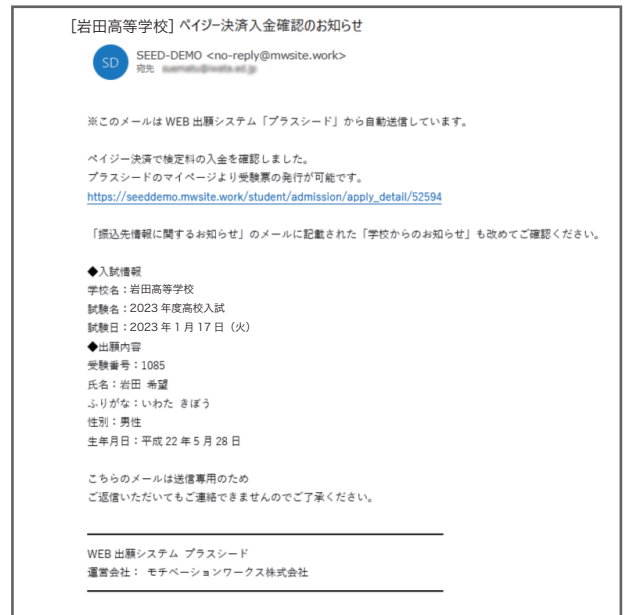 [岩田高等学校] ペイジー決済入金確認のお知らせ
SD
SEED-DEMO <no-reply@mwsite.work>
宛先
※このメールは WEB 出願システム「プラスシード」から自動送信しています。
ペイジー決済で検定料の入金を確認しました。
プラスシードのマイページより受験票の発行が可能です。
https://seeddemo.mwsite.work/student/admission/apply_detail/52594
「振込先情報に関するお知らせ」のメールに記載された「学校からのお知らせ」も改めてご確認ください。
◆入試情報
学校名：岩田高等学校
試験名：2023 年度高校入試
試験日：2023 年 1 月 17 日（火）
◆出願内容
受験番号：1085
氏名：岩田 希望
ふりがな：いわた きぼう
性別：男性
生年月日：平成 22 年 5 月 28 日
こちらのメールは送信専用のため
ご返信いただいてもご連絡できませんのでご了承ください。
WEB 出願システム プラスシード
運営会社： モチベーションワークス株式会社